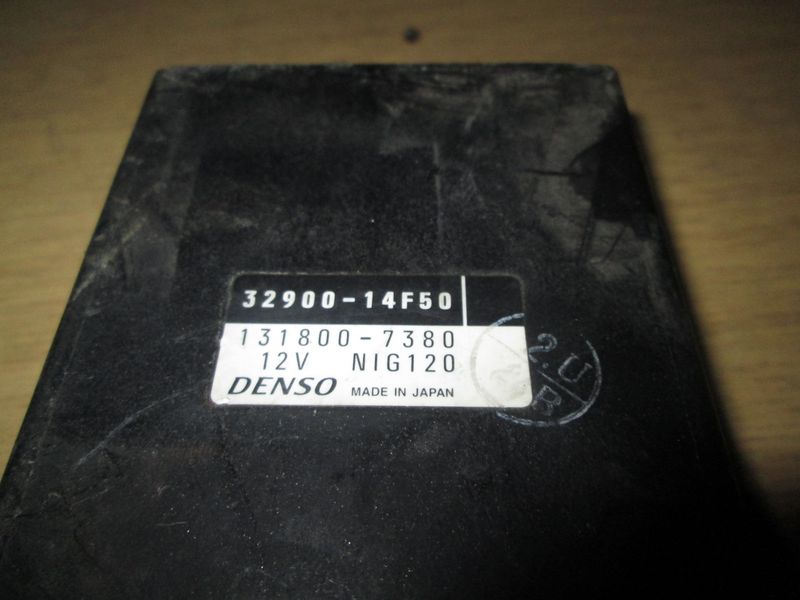 32900-14F50
131800-7380
12V NIG120
DENSO MADE IN JAPAN